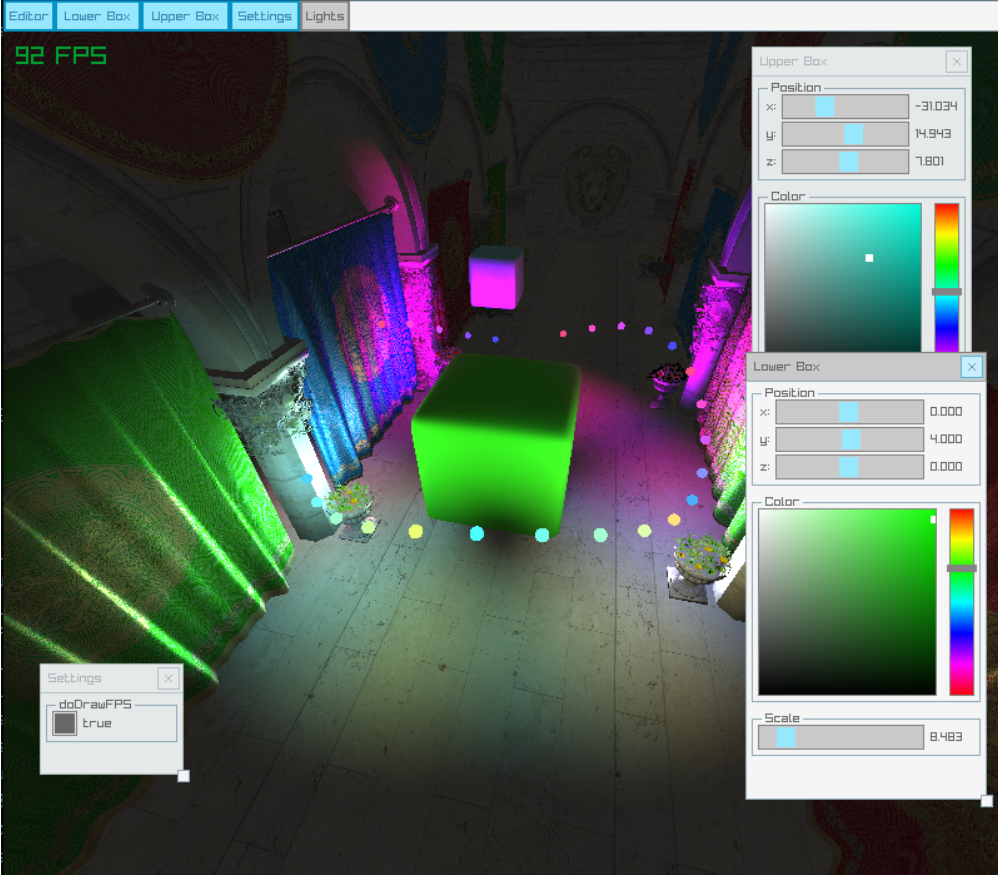 Editor Lower Box Upper Box Settings Lights
92 FPS
Upper Box
Position
x: -31.034
y: 14.943
z: 7.801
Color
Lower Box
Position
x: 0.000
y: 4.000
z: 0.000
Color
Scale
8.483
Settings
doDrawFPS
true